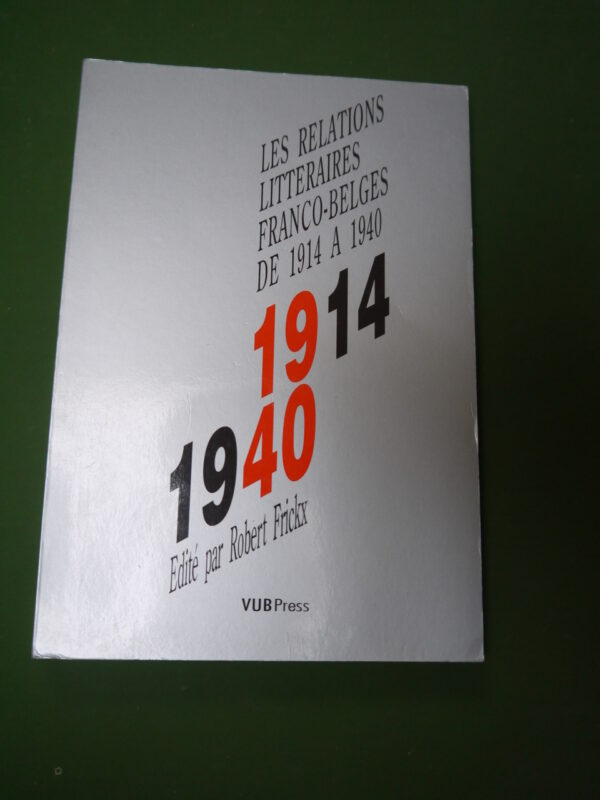 LES RELATIONS
LITTERAIRES
FRANCO-BELGES
DE 1914 A 1940
1914
1940
Edité par Robert Frickx
VUBPress